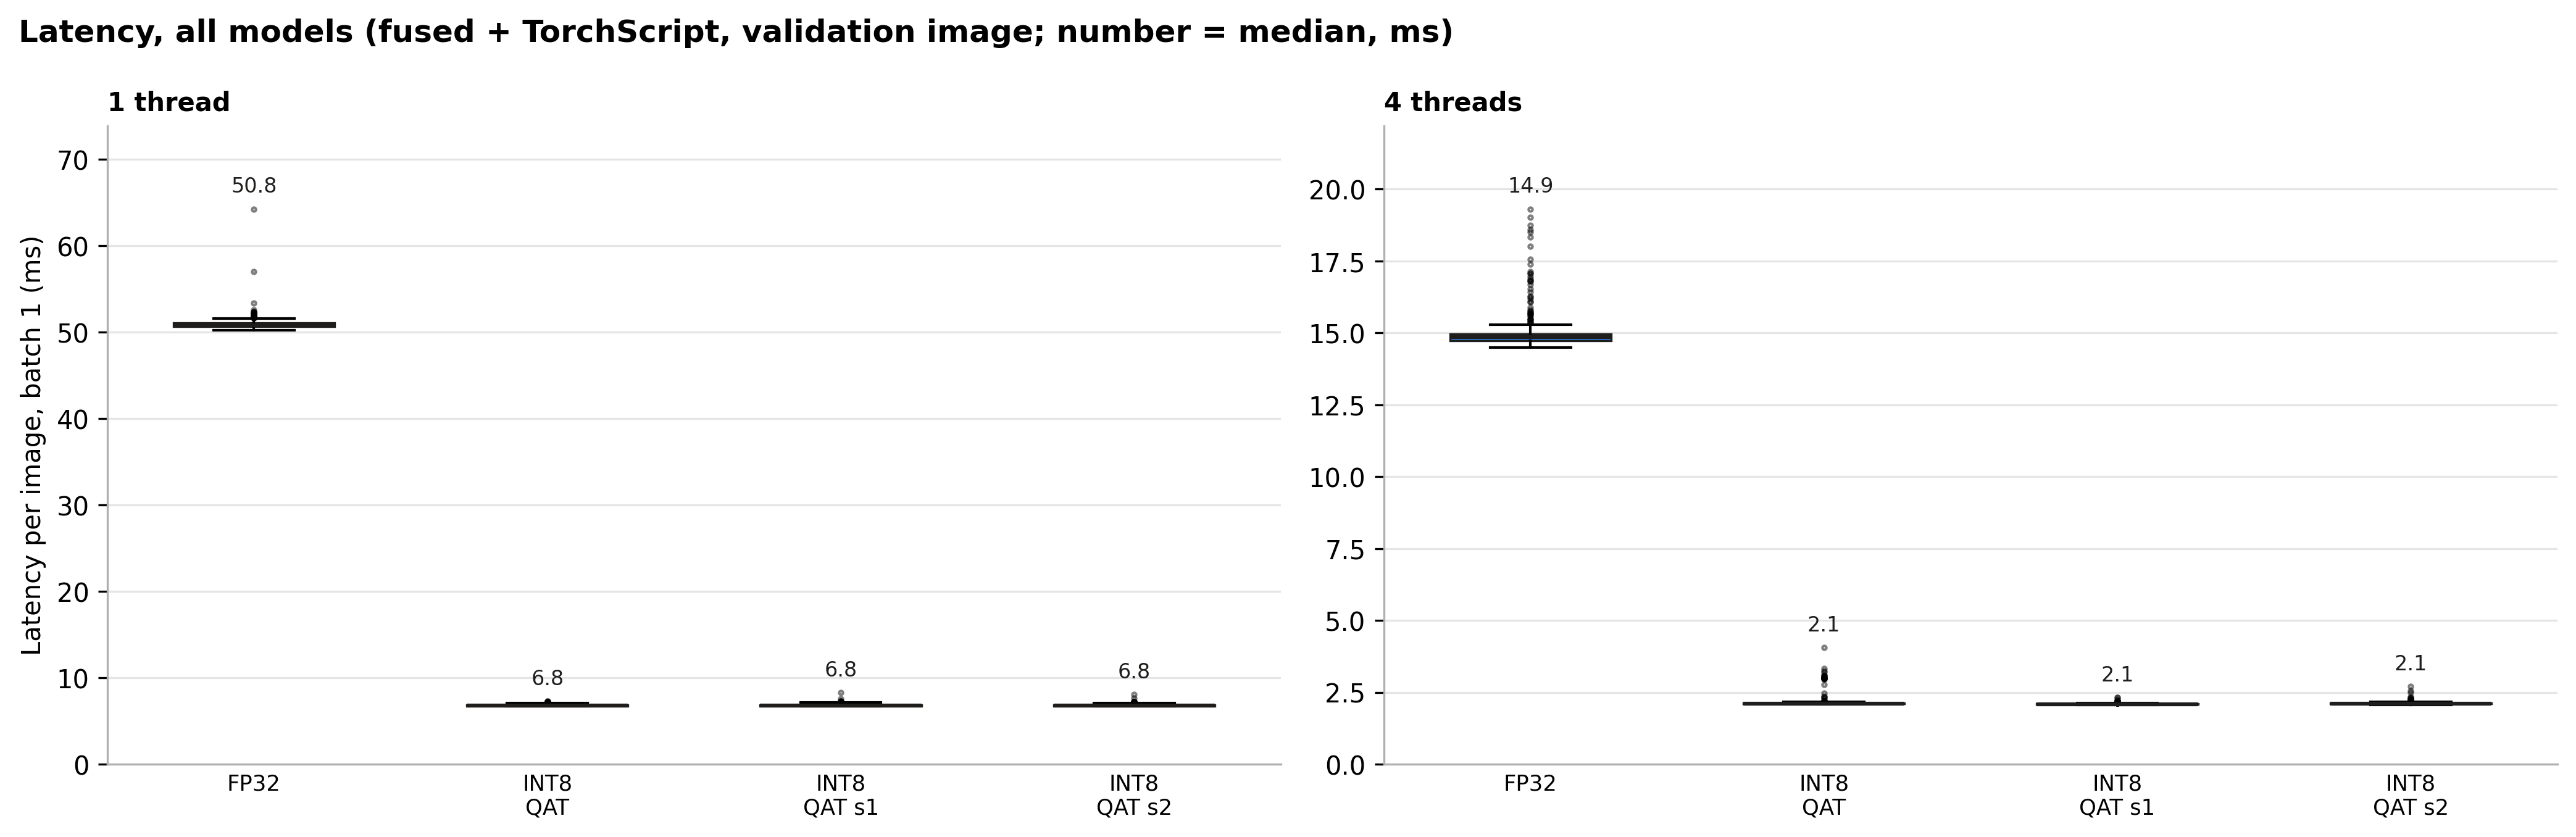 Latency, all models (fused + TorchScript, validation image; number = median, ms)
1 thread
Latency per image, batch 1 (ms)
70
60
50
40
30
20
10
0
50.8
6.8
6.8
6.8
FP32
INT8
QAT
INT8
QAT s1
INT8
QAT s2
4 threads
20.0
17.5
15.0
12.5
10.0
7.5
5.0
2.5
0.0
14.9
2.1
2.1
2.1
FP32
INT8
QAT
INT8
QAT s1
INT8
QAT s2